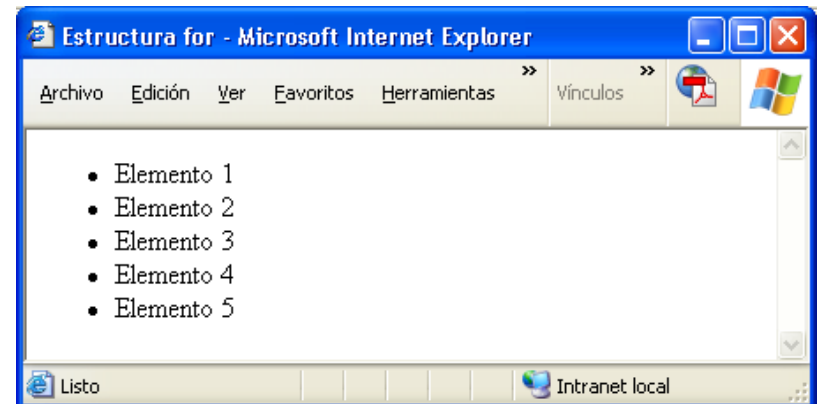 Estructura for - Microsoft Internet Explorer
Archivo Edición Ver Favoritos Herramientas » Vínculos »
• Elemento 1
• Elemento 2
• Elemento 3
• Elemento 4
• Elemento 5
Listo Intranet local